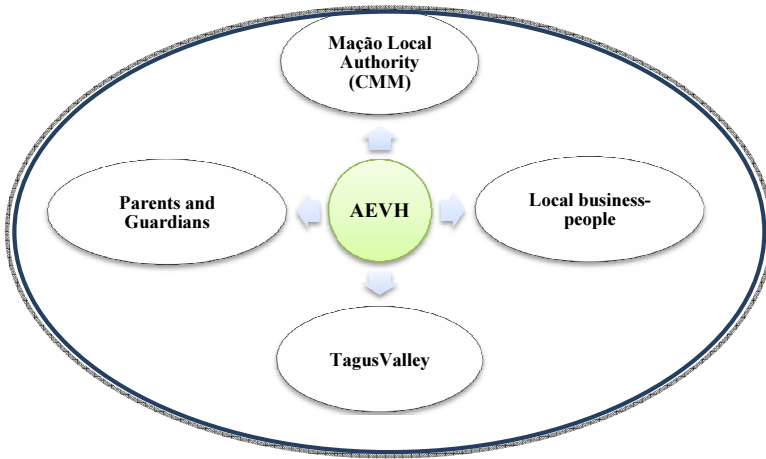 Mação Local
Authority
(CMM)
Parents and
Guardians
AEVH
Local business-
people
TagusValley